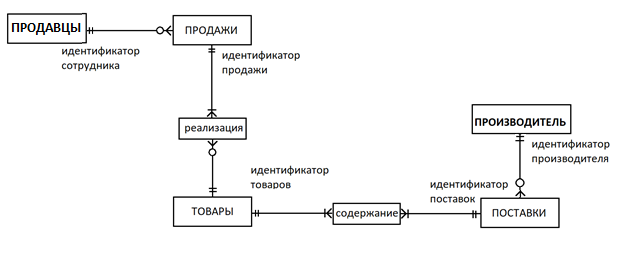 ПРОДАВЦЫ
ПРОДАЖИ
идентификатор
сотрудника
идентификатор
продажи
реализация
ПРОИЗВОДИТЕЛЬ
идентификатор
производителя
идентификатор
товаров
идентификатор
поставок
ТОВАРЫ
содержание
ПОСТАВКИ